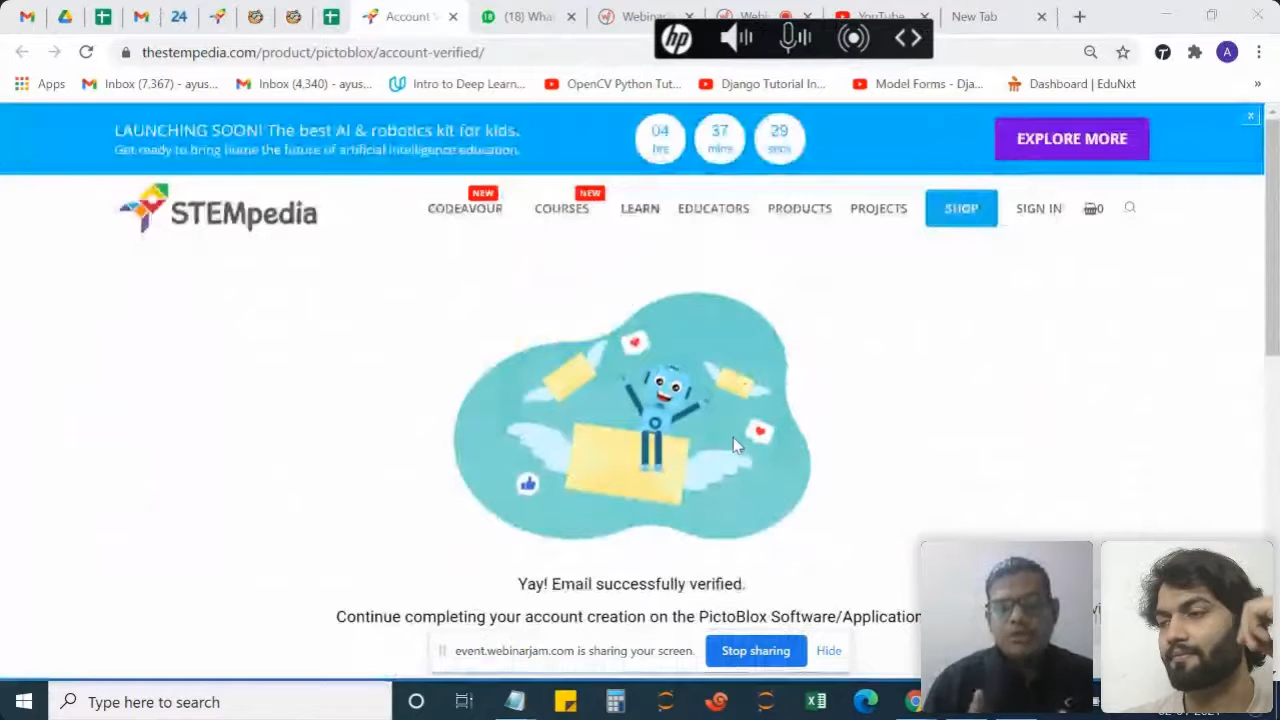 24
Account V
(18) Wha
Webinar
Webi
YouTube
New Tab
thestempedia.com/product/pictoblox/account-verified/
hp
A
Apps
Inbox (7,367) - ayus...
Inbox (4,340) - ayus...
Intro to Deep Learn...
OpenCV Python Tut...
Django Tutorial In...
Model Forms - Dja...
Dashboard | EduNxt
»
LAUNCHING SOON! The best AI & robotics kit for kids.
Get ready to bring home the future of artificial intelligence education.
04
hrs
37
mins
29
secs
EXPLORE MORE
x
STEMpedia
NEW
NEW
CODEAVOUR
COURSES
LEARN
EDUCATORS
PRODUCTS
PROJECTS
SHOP
SIGN IN
0
Yay! Email successfully verified.
Continue completing your account creation on the PictoBlox Software/Application
event.webinarjam.com is sharing your screen.
Stop sharing
Hide
Type here to search